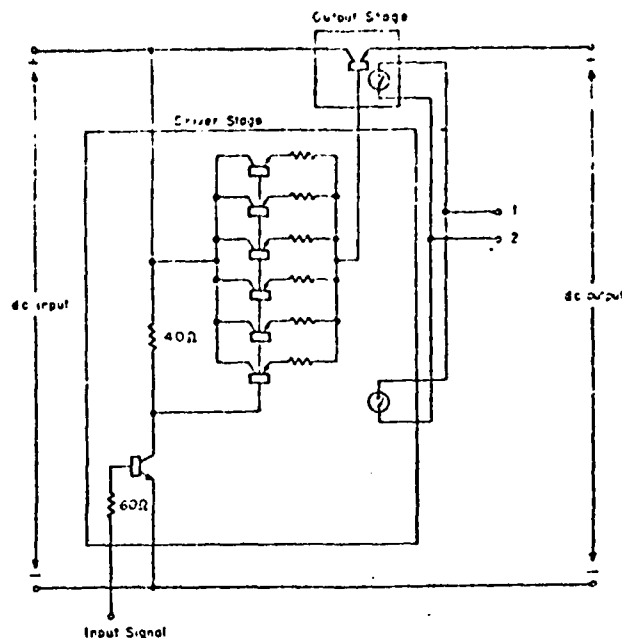 Output Stage
+
+
Driver Stage
1
2
dc input
dc output
40Ω
60Ω
−
−
Input Signal